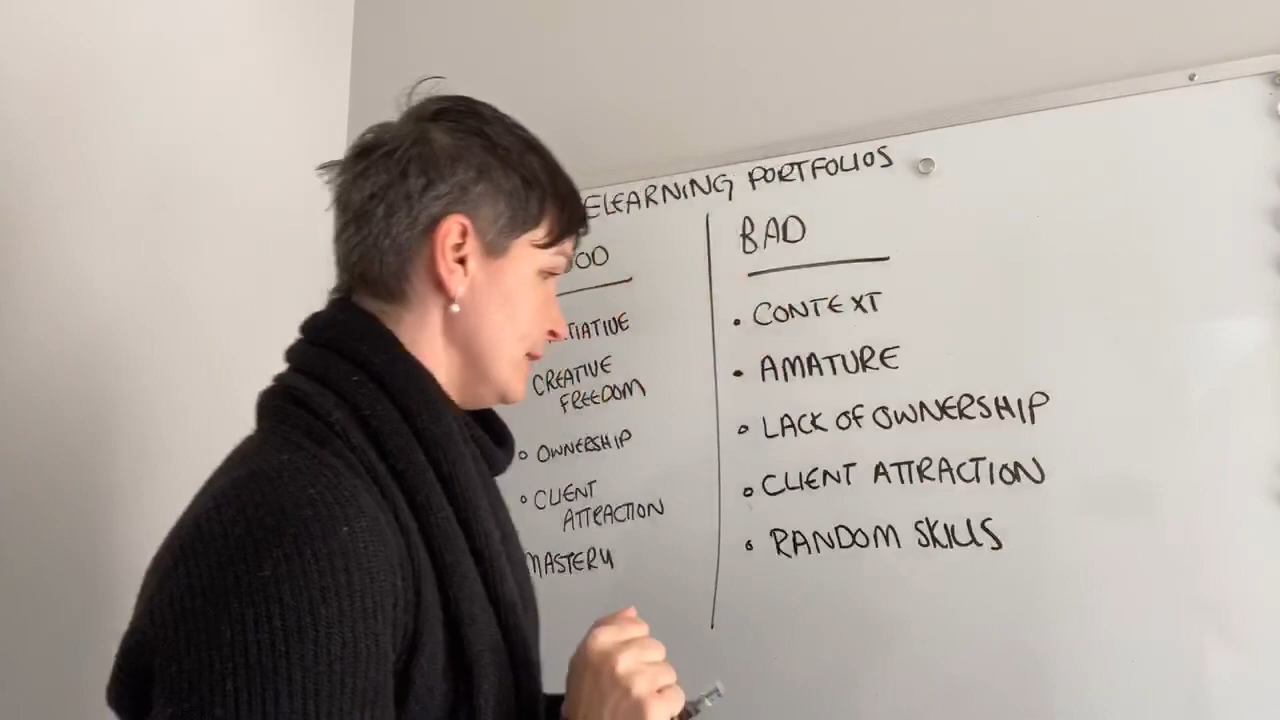 ELEARNING PORTFOLIOS
OOD
TIATIVE
CREATIVE
FREEDOM
• OWNERSHIP
• CLIENT
ATTRACTION
MASTERY
BAD
• CONTEXT
• AMATURE
• LACK OF OWNERSHIP
• CLIENT ATTRACTION
• RANDOM SKILLS